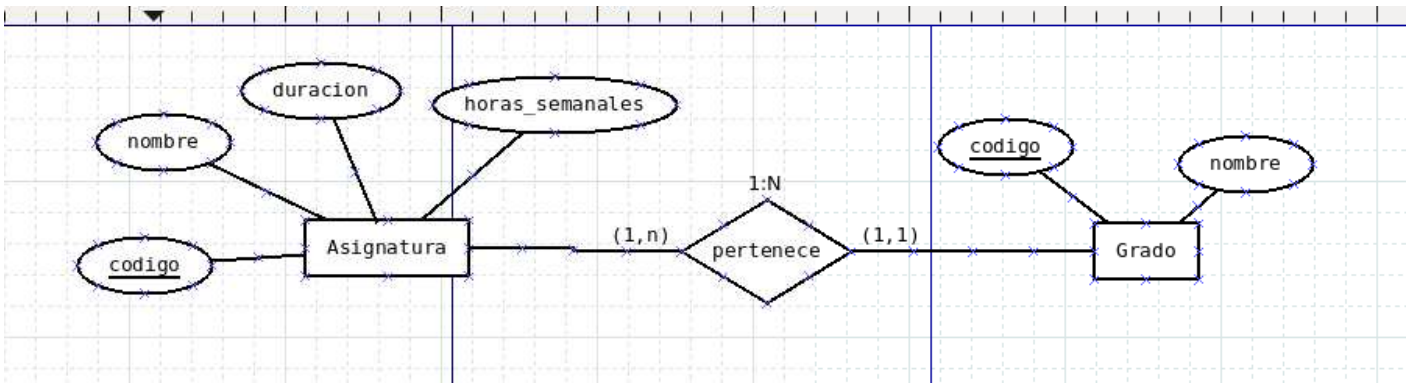 duracion
horas_semanales
nombre
codigo
nombre
1:N
Asignatura
(1,n)
pertenece
(1,1)
Grado
codigo